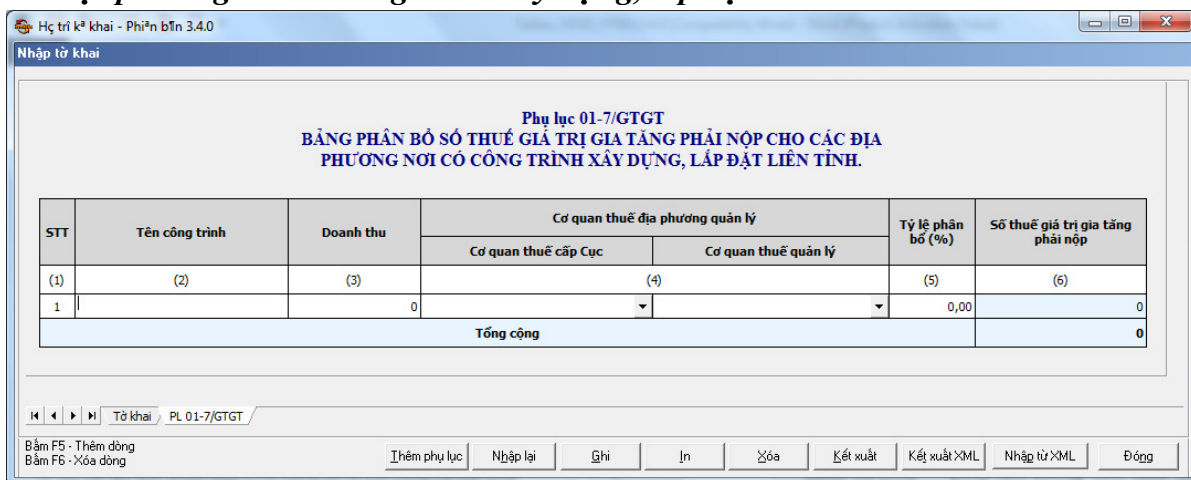 Hç trî kª khai - Phiªn b¶n 3.4.0
Nhập tờ khai
Phụ lục 01-7/GTGT
BẢNG PHÂN BỔ SỐ THUẾ GIÁ TRỊ GIA TĂNG PHẢI NỘP CHO CÁC ĐỊA
PHƯƠNG NƠI CÓ CÔNG TRÌNH XÂY DỰNG, LẮP ĐẶT LIÊN TỈNH.
STT Tên công trình Doanh thu Cơ quan thuế địa phương quản lý Tỷ lệ phân bổ (%) Số thuế giá trị gia tăng phải nộp
Cơ quan thuế cấp Cục Cơ quan thuế quản lý
(1) (2) (3) (4) (5) (6)
1 0 0,00 0
Tổng cộng 0
Tờ khai PL 01-7/GTGT
Bấm F5 - Thêm dòng
Bấm F6 - Xóa dòng
Thêm phụ lục Nhập lại Ghi In Xóa Kết xuất Kết xuất XML Nhập từ XML Đóng